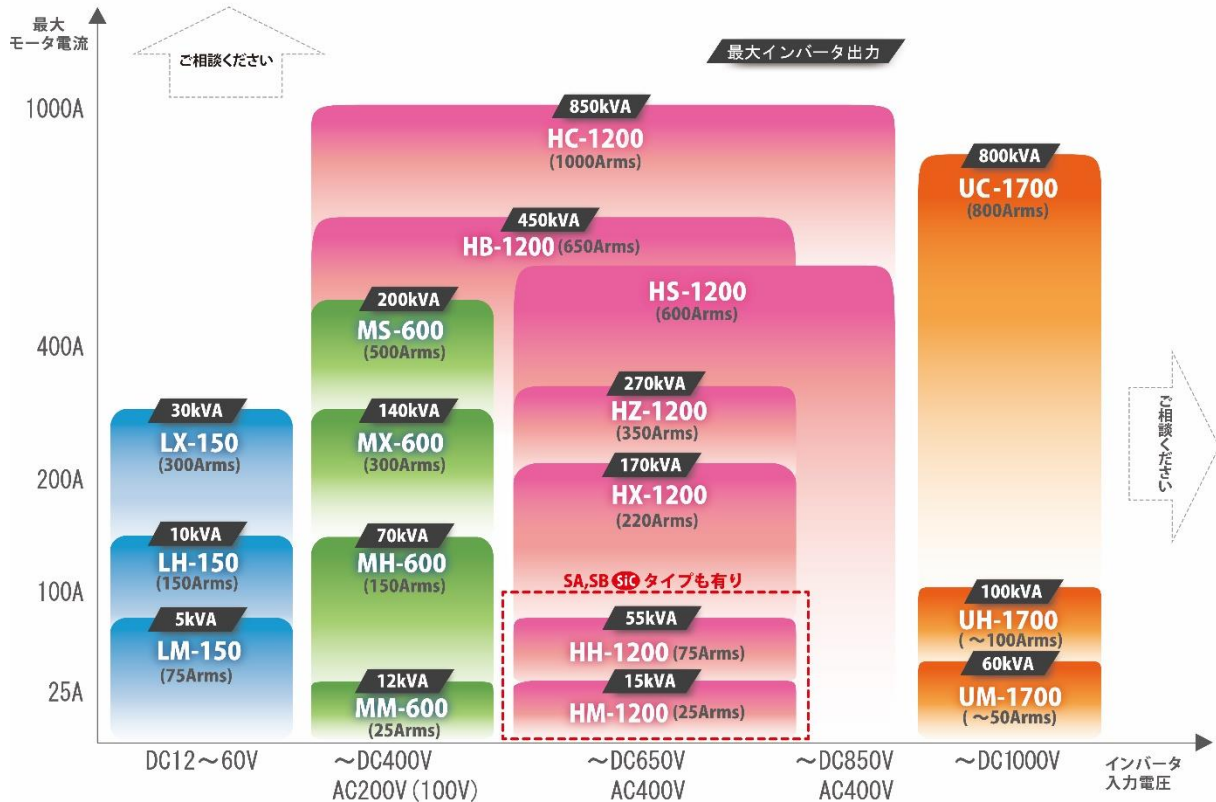 最大
モータ電流
ご相談ください
最大インバータ出力
1000A
400A
200A
100A
25A
850kVA
HC-1200
(1000Arms)
800kVA
UC-1700
(800Arms)
450kVA
HB-1200 (650Arms)
HS-1200
(600Arms)
200kVA
MS-600
(500Arms)
270kVA
HZ-1200
(350Arms)
30kVA
LX-150
(300Arms)
140kVA
MX-600
(300Arms)
170kVA
HX-1200
(220Arms)
ご相談ください
10kVA
LH-150
(150Arms)
70kVA
MH-600
(150Arms)
SA,SB SiC タイプも有り
100kVA
UH-1700
(～100Arms)
5kVA
LM-150
(75Arms)
55kVA
HH-1200 (75Arms)
60kVA
UM-1700
(～50Arms)
12kVA
MM-600
(25Arms)
15kVA
HM-1200 (25Arms)
DC12～60V
～DC400V
AC200V(100V)
～DC650V
AC400V
～DC850V
AC400V
～DC1000V
インバータ
入力電圧